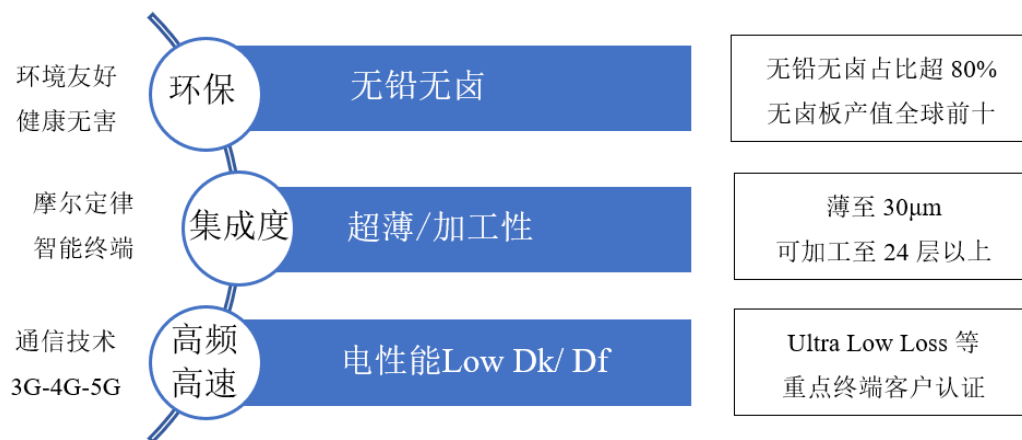 环境友好
健康无害
环保
无铅无卤
无铅无卤占比超 80%
无卤板产值全球前十
摩尔定律
智能终端
集成度
超薄/加工性
薄至 30μm
可加工至 24 层以上
通信技术
3G-4G-5G
高频
高速
电性能Low Dk/ Df
Ultra Low Loss 等
重点终端客户认证